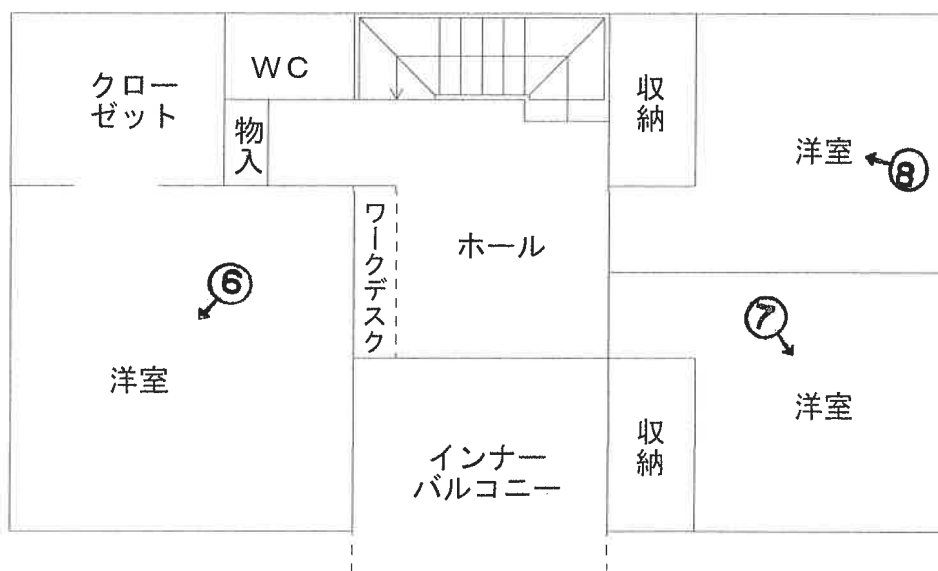 クロー
ゼット
WC
物入
収納
洋室
⑧
ワークデスク
ホール
⑥
洋室
⑦
洋室
インナー
バルコニー
収納